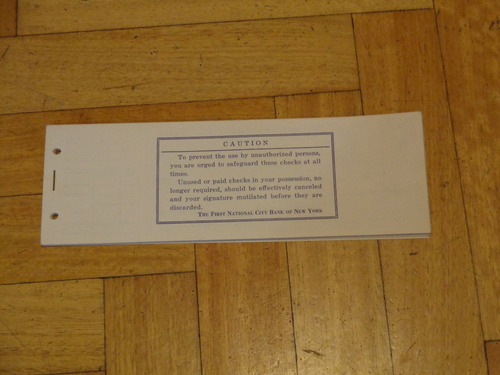 CAUTION
To prevent the use by unauthorized persons,
you are urged to safeguard these checks at all
times.
Unused or paid checks in your possession, no
longer required, should be effectively canceled
and your signature mutilated before they are
discarded.
THE FIRST NATIONAL CITY BANK OF NEW YORK